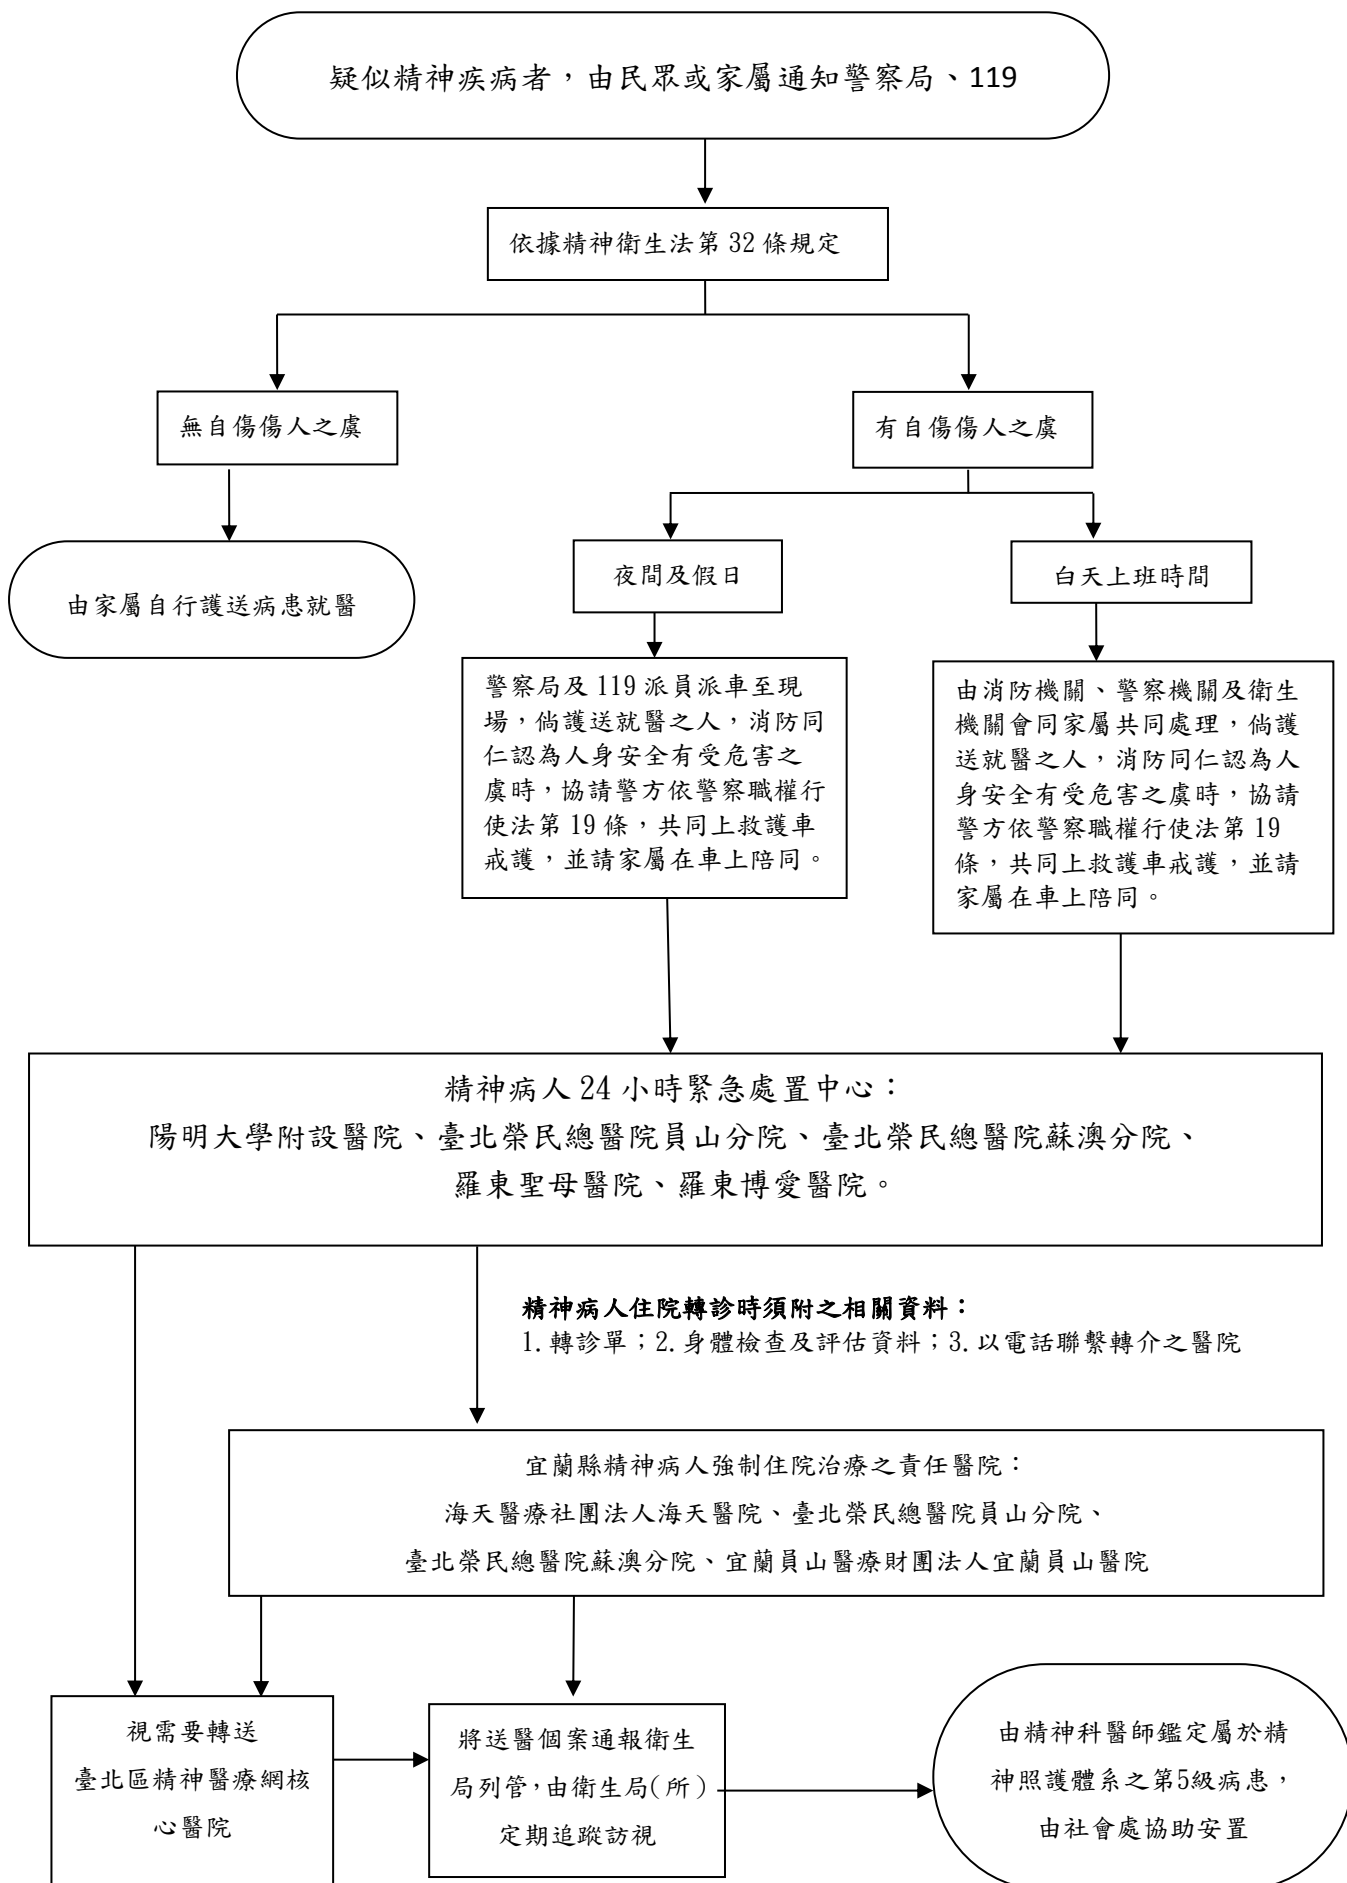 疑似精神疾病者，由民眾或家屬通知警察局、119
依據精神衛生法第 32 條規定
無自傷傷人之虞
有自傷傷人之虞
由家屬自行護送病患就醫
夜間及假日
白天上班時間
警察局及 119 派員派車至現
場，倘護送就醫之人，消防同
仁認為人身安全有受危害之
虞時，協請警方依警察職權行
使法第 19 條，共同上救護車
戒護，並請家屬在車上陪同。
由消防機關、警察機關及衛生
機關會同家屬共同處理，倘護
送就醫之人，消防同仁認為人
身安全有受危害之虞時，協請
警方依警察職權行使法第 19
條，共同上救護車戒護，並請
家屬在車上陪同。
精神病人 24 小時緊急處置中心：
陽明大學附設醫院、臺北榮民總醫院員山分院、臺北榮民總醫院蘇澳分院、
羅東聖母醫院、羅東博愛醫院。
精神病人住院轉診時須附之相關資料：
1.轉診單；2.身體檢查及評估資料；3.以電話聯繫轉介之醫院
宜蘭縣精神病人強制住院治療之責任醫院：
海天醫療社團法人海天醫院、臺北榮民總醫院員山分院、
臺北榮民總醫院蘇澳分院、宜蘭員山醫療財團法人宜蘭員山醫院
視需要轉送
臺北區精神醫療網核
心醫院
將送醫個案通報衛生
局列管，由衛生局(所)
定期追蹤訪視
由精神科醫師鑑定屬於精
神照護體系之第5級病患，
由社會處協助安置